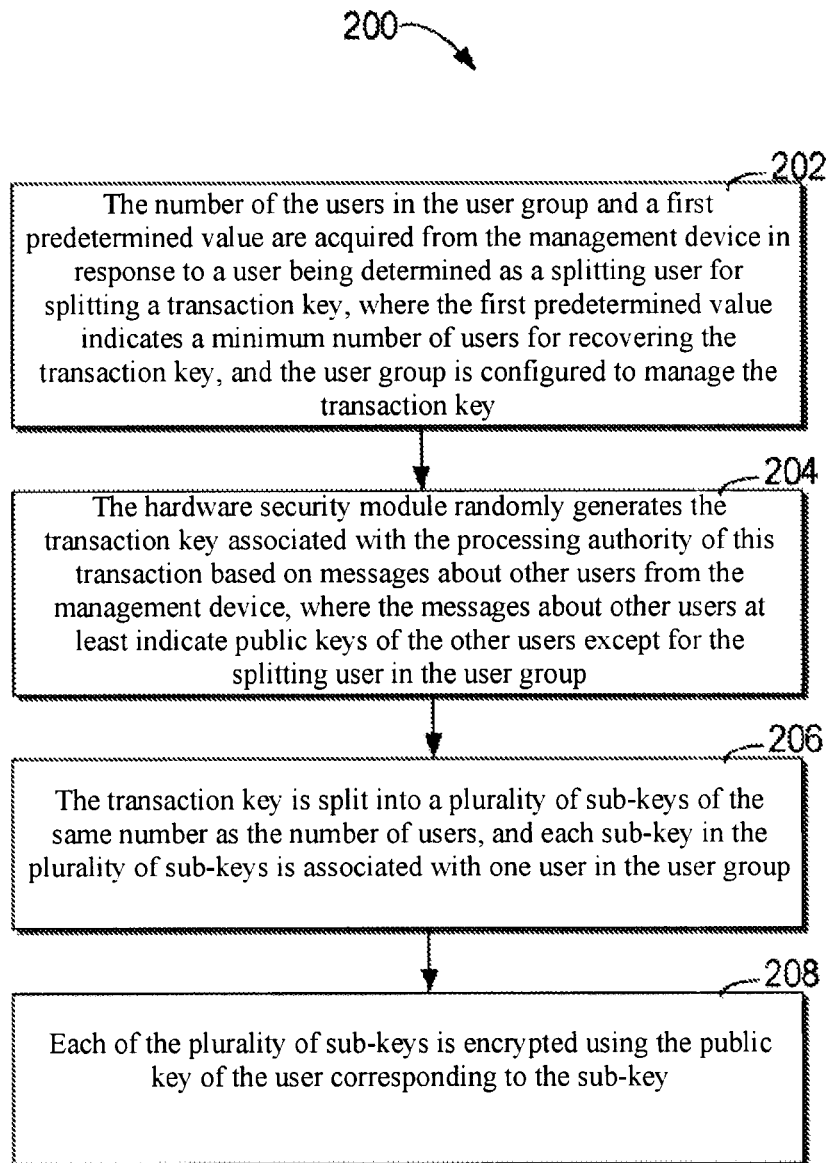 200
202
The number of the users in the user group and a first
predetermined value are acquired from the management device in
response to a user being determined as a splitting user for
splitting a transaction key, where the first predetermined value
indicates a minimum number of users for recovering the
transaction key, and the user group is configured to manage the
transaction key
204
The hardware security module randomly generates the
transaction key associated with the processing authority of this
transaction based on messages about other users from the
management device, where the messages about other users at
least indicate public keys of the other users except for the
splitting user in the user group
206
The transaction key is split into a plurality of sub-keys of the
same number as the number of users, and each sub-key in the
plurality of sub-keys is associated with one user in the user group
208
Each of the plurality of sub-keys is encrypted using the public
key of the user corresponding to the sub-key